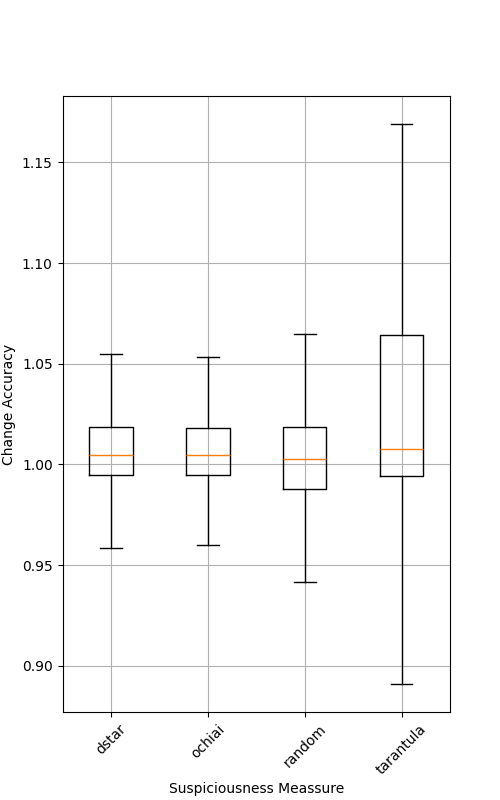 Change Accuracy
1.15
1.10
1.05
1.00
0.95
0.90
dstar
ochiai
random
tarantula
Suspiciousness Meassure